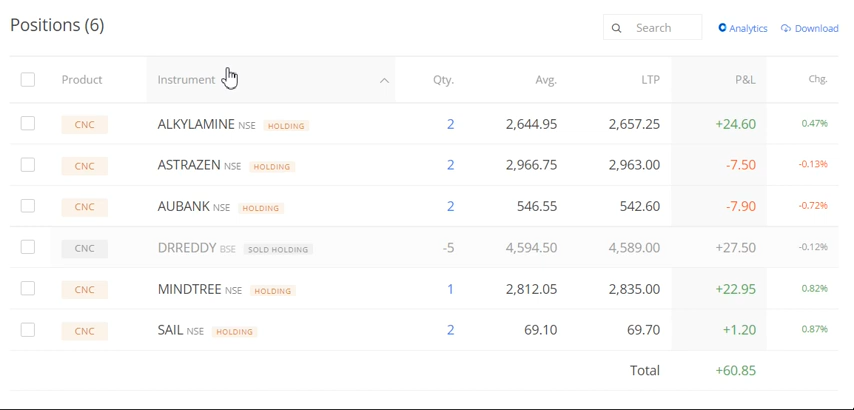 Positions (6)
Search Analytics Download
Product Instrument Qty. Avg. LTP P&L Chg.
CNC ALKYLAMINE NSE HOLDING 2 2,644.95 2,657.25 +24.60 0.47%
CNC ASTRAZEN NSE HOLDING 2 2,966.75 2,963.00 -7.50 -0.13%
CNC AUBANK NSE HOLDING 2 546.55 542.60 -7.90 -0.72%
CNC DRREDDY BSE SOLD HOLDING -5 4,594.50 4,589.00 +27.50 -0.12%
CNC MINDTREE NSE HOLDING 1 2,812.05 2,835.00 +22.95 0.82%
CNC SAIL NSE HOLDING 2 69.10 69.70 +1.20 0.87%
Total +60.85